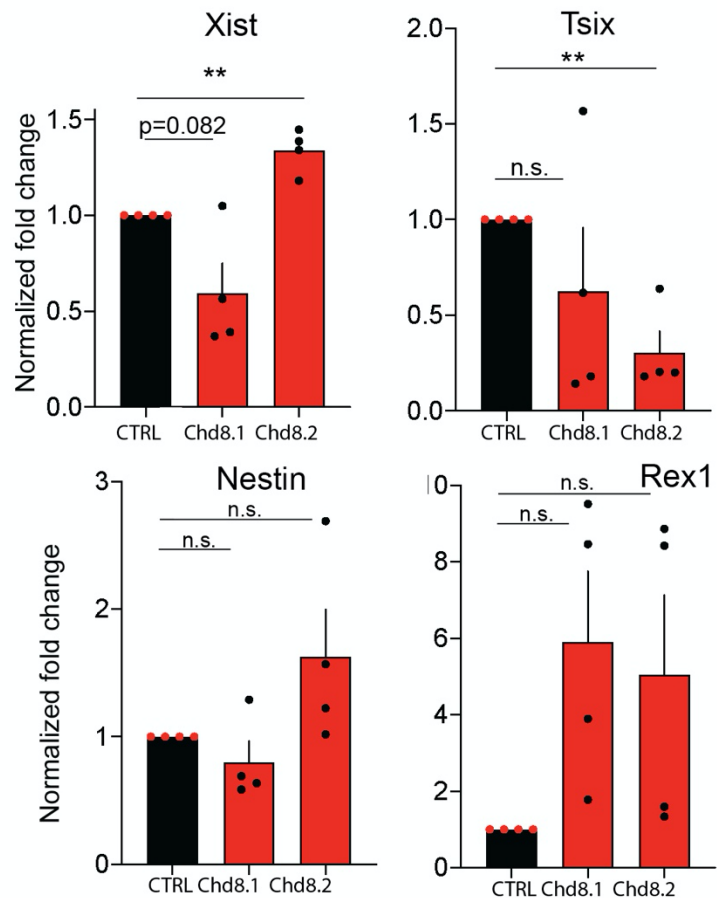 Xist
Normalized fold change
1.5
1.0
0.5
0.0
**
p=0.082
CTRL Chd8.1 Chd8.2
Tsix
2.0
1.5
1.0
0.5
0.0
**
n.s.
CTRL Chd8.1 Chd8.2
Nestin
Normalized fold change
3
2
1
0
n.s.
n.s.
CTRL Chd8.1 Chd8.2
Rex1
0
8
6
4
2
0
n.s.
n.s.
CTRL Chd8.1 Chd8.2